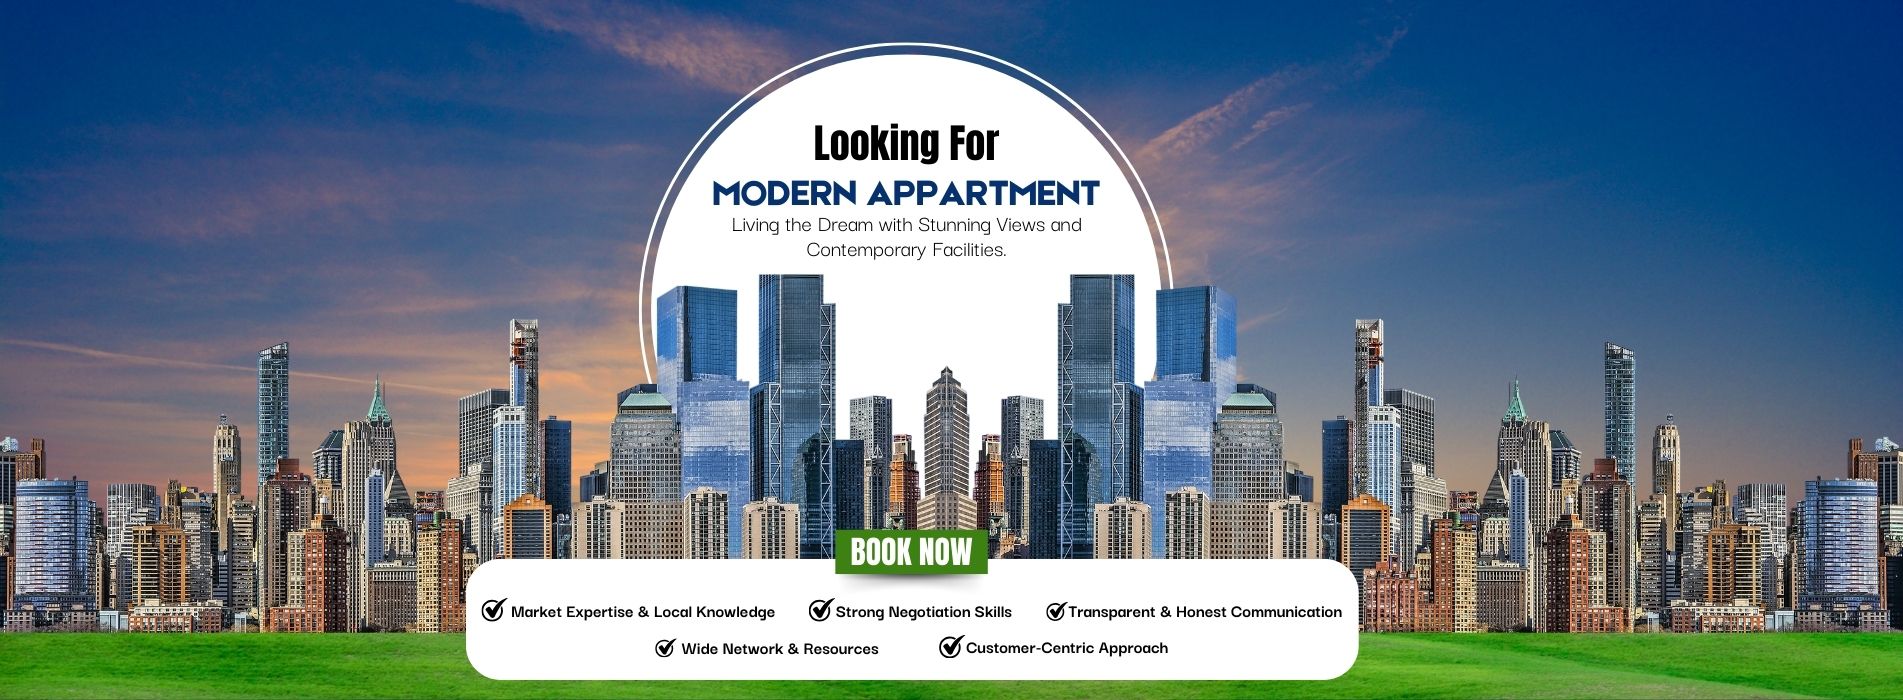 Looking For
MODERN APPARTMENT
Living the Dream with Stunning Views and
Contemporary Facilities.
BOOK NOW
Market Expertise & Local Knowledge
Strong Negotiation Skills
Transparent & Honest Communication
Wide Network & Resources
Customer-Centric Approach